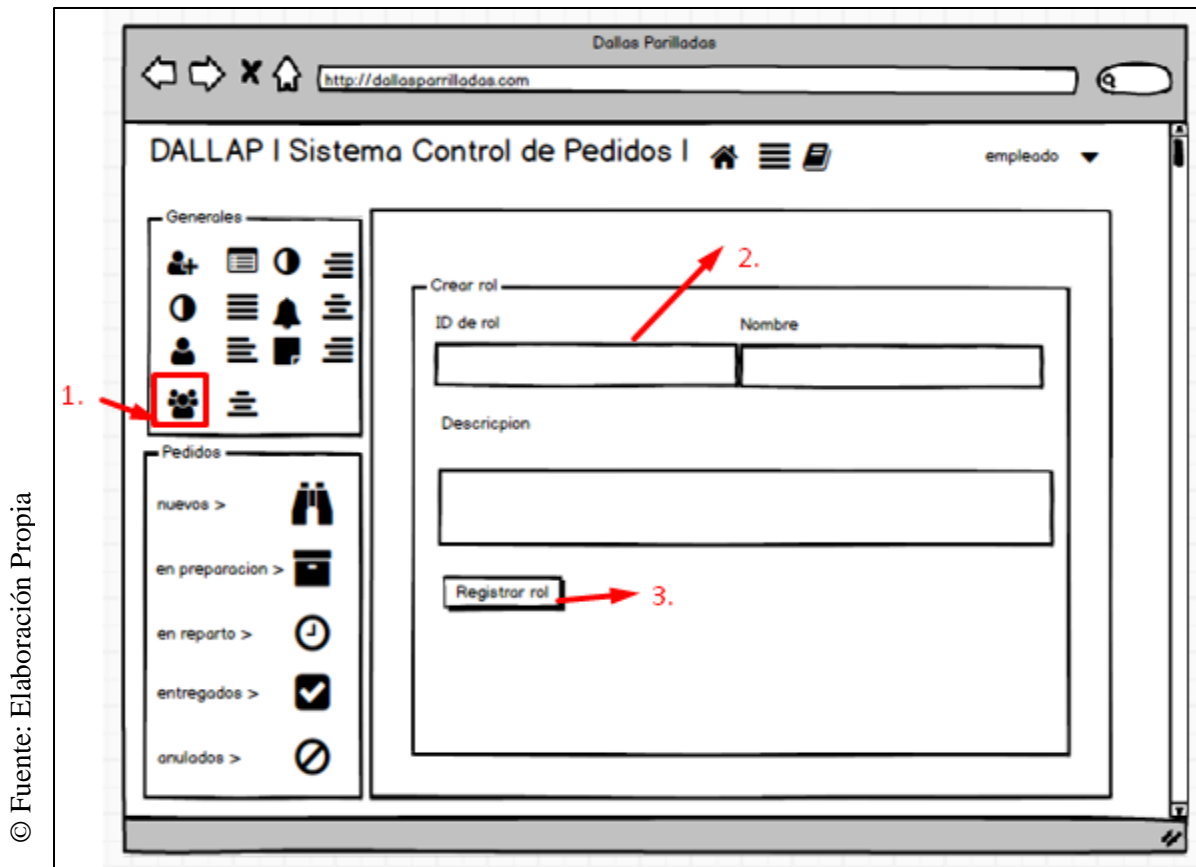 Dallas Parilladas
http://dallasparrilladas.com
DALLAP I Sistema Control de Pedidos I
empleado
Generales
2.
Crear rol
ID de rol
Nombre
1.
Descricpion
Pedidos
nuevos >
en preparacion >
Registrar rol
3.
en reparto >
entregados >
anulados >
© Fuente: Elaboración Propia